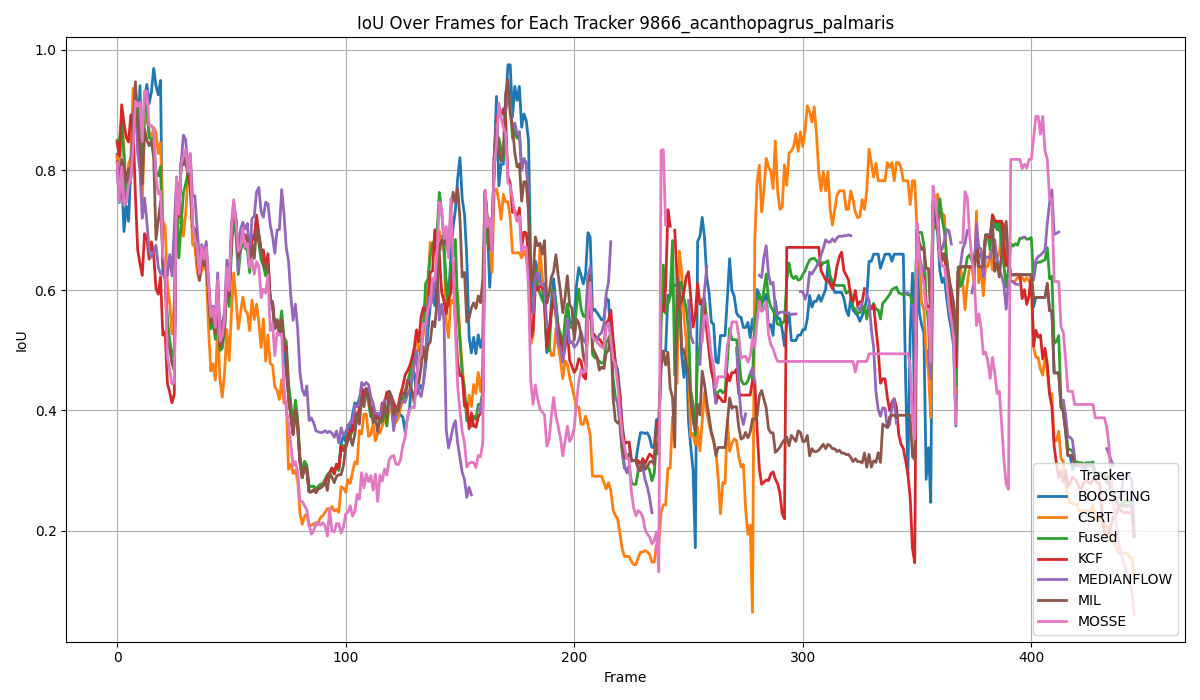 IoU Over Frames for Each Tracker 9866_acanthopagrus_palmaris
IoU
1.0
0.8
0.6
0.4
0.2
0
100
200
300
400
Frame
Tracker
BOOSTING
CSRT
Fused
KCF
MEDIANFLOW
MIL
MOSSE